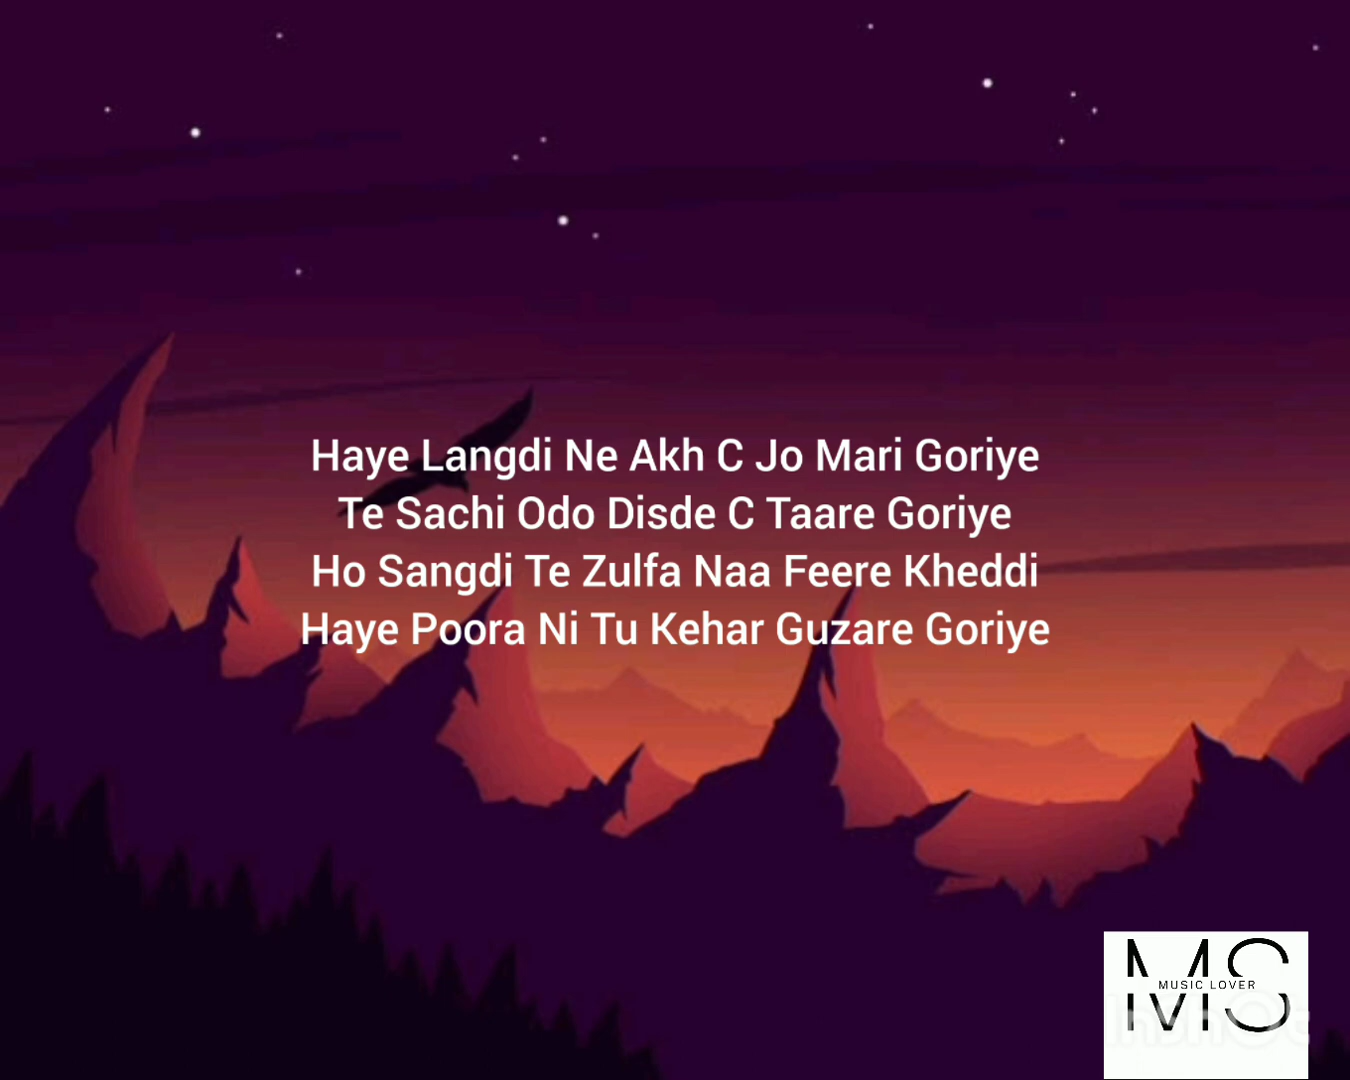 Haye Langdi Ne Akh C Jo Mari Goriye
Te Sachi Odo Disde C Taare Goriye
Ho Sangdi Te Zulfa Naa Feere Kheddi
Haye Poora Ni Tu Kehar Guzare Goriye
MS
MUSIC LOVER
InShOt